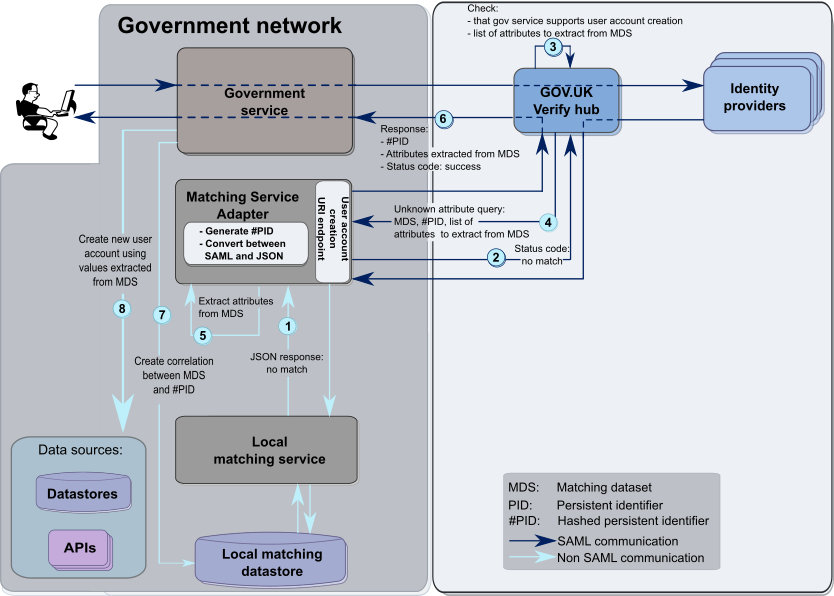 Check:
- that gov service supports user account creation
- list of attributes to extract from MDS
3
Government network
Government
service
GOV.UK
Verify hub
Identity
providers
6
Response:
- #PID
- Attributes extracted from MDS
- Status code: success
Matching Service
Adapter
- Generate #PID
- Convert between
SAML and JSON
User account
creation
URI endpoint
Unknown attribute query:
MDS, #PID, list of
attributes to extract from MDS
4
Status code:
no match
2
Create new user
account using
values extracted
from MDS
8
7
Extract attributes
from MDS
5
1
JSON response:
no match
Create correlation
between MDS
and #PID
Local
matching service
Data sources:
Datastores
APIs
Local matching
datastore
MDS: Matching dataset
PID: Persistent identifier
#PID: Hashed persistent identifier
SAML communication
Non SAML communication